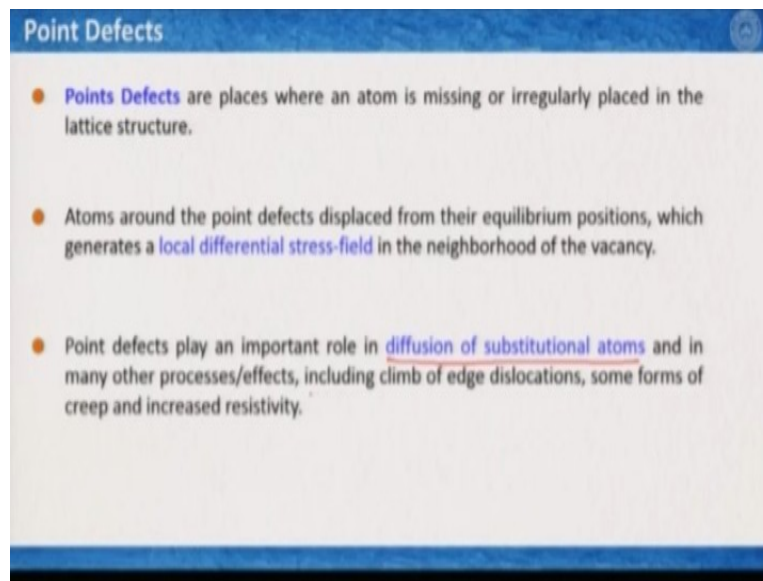 Point Defects
Points Defects are places where an atom is missing or irregularly placed in the
lattice structure.
Atoms around the point defects displaced from their equilibrium positions, which
generates a local differential stress-field in the neighborhood of the vacancy.
Point defects play an important role in diffusion of substitutional atoms and in
many other processes/effects, including climb of edge dislocations, some forms of
creep and increased resistivity.